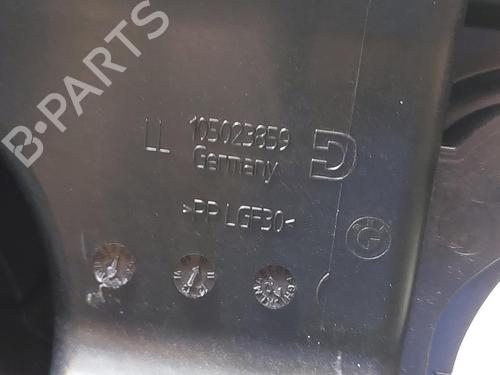 B-PARTS
LL 105023859
Germany
>PP LGF30<
G